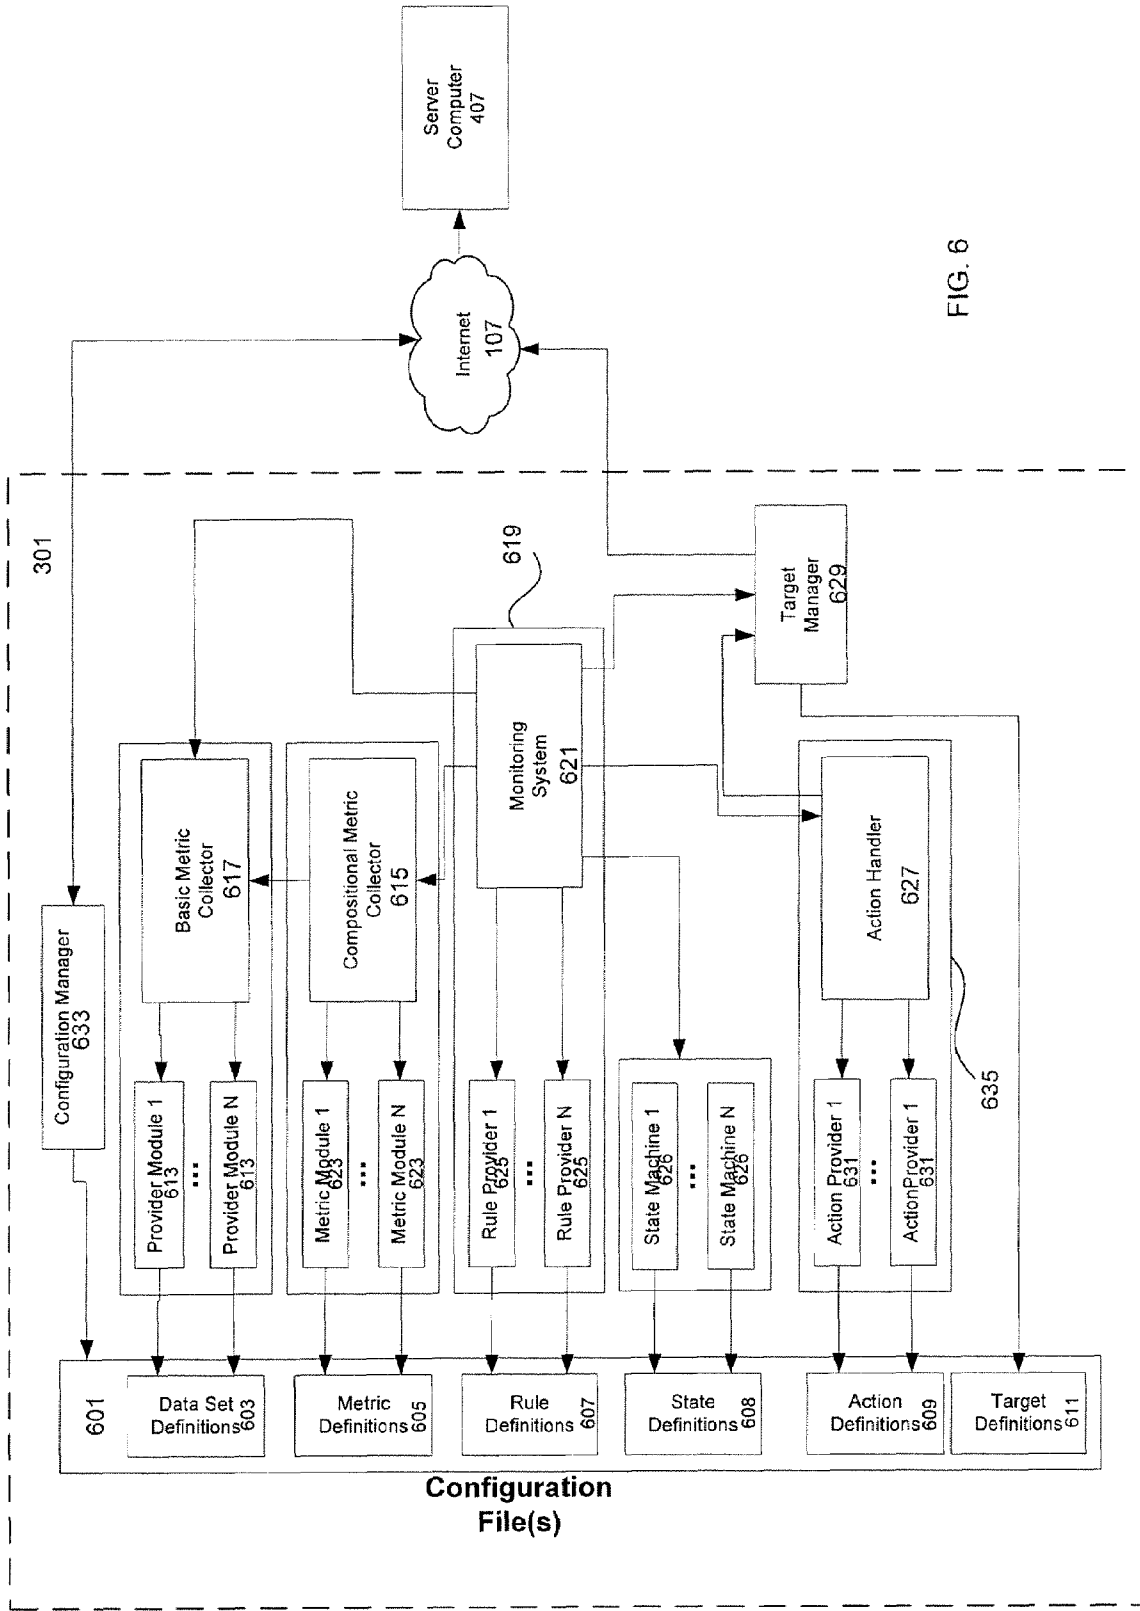 301
Configuration Manager
633
Basic Metric
Collector
617
Provider Module 1
613
...
Provider Module N
613
Compositional Metric
Collector
615
Metric Module 1
623
...
Metric Module N
623
619
Monitoring
System
621
Rule Provider 1
625
...
Rule Provider N
625
State Machine 1
626
...
State Machine N
626
Target
Manager
629
Action Handler
627
Action Provider 1
631
...
ActionProvider 1
631
635
601
Data Set
Definitions 603
Metric
Definitions 605
Rule
Definitions 607
State
Definitions 608
Action
Definitions 609
Target
Definitions 611
Configuration
File(s)
Internet
107
Server
Computer
407
FIG. 6